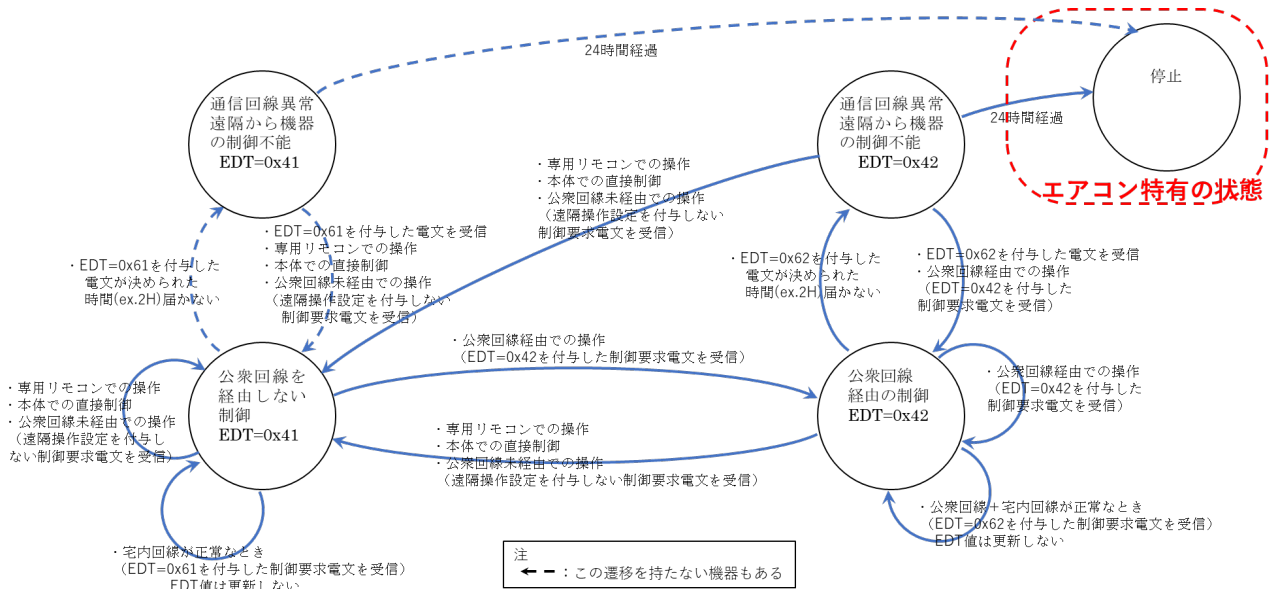 24時間経過
停止
24時間経過
エアコン特有の状態
通信回線異常
遠隔から機器
の制御不能
EDT=0x41
通信回線異常
遠隔から機器
の制御不能
EDT=0x42
・専用リモコンでの操作
・本体での直接制御
・公衆回線未経由での操作
（遠隔操作設定を付与しない
制御要求電文を受信）
・EDT=0x61を付与した電文を受信
・専用リモコンでの操作
・本体での直接制御
・公衆回線未経由での操作
（遠隔操作設定を付与しない
制御要求電文を受信）
・EDT=0x61を付与した
電文が決められた
時間(ex.2H)届かない
・EDT=0x62を付与した
電文が決められた
時間(ex.2H)届かない
・EDT=0x62を付与した電文を受信
・公衆回線経由での操作
（EDT=0x42を付与した
制御要求電文を受信）
・公衆回線経由での操作
（EDT=0x42を付与した制御要求電文を受信）
公衆回線を
経由しない
制御
EDT=0x41
公衆回線
経由の制御
EDT=0x42
・専用リモコンでの操作
・本体での直接制御
・公衆回線未経由での操作
（遠隔操作設定を付与し
ない制御要求電文を受信）
・専用リモコンでの操作
・本体での直接制御
・公衆回線未経由での操作
（遠隔操作設定を付与しない制御要求電文を受信）
・公衆回線経由での操作
（EDT=0x42を付与した
制御要求電文を受信）
・公衆回線＋宅内回線が正常なとき
（EDT=0x62を付与した制御要求電文を受信）
EDT値は更新しない
・宅内回線が正常なとき
（EDT=0x61を付与した制御要求電文を受信）
EDT値は更新しない
注
：この遷移を持たない機器もある